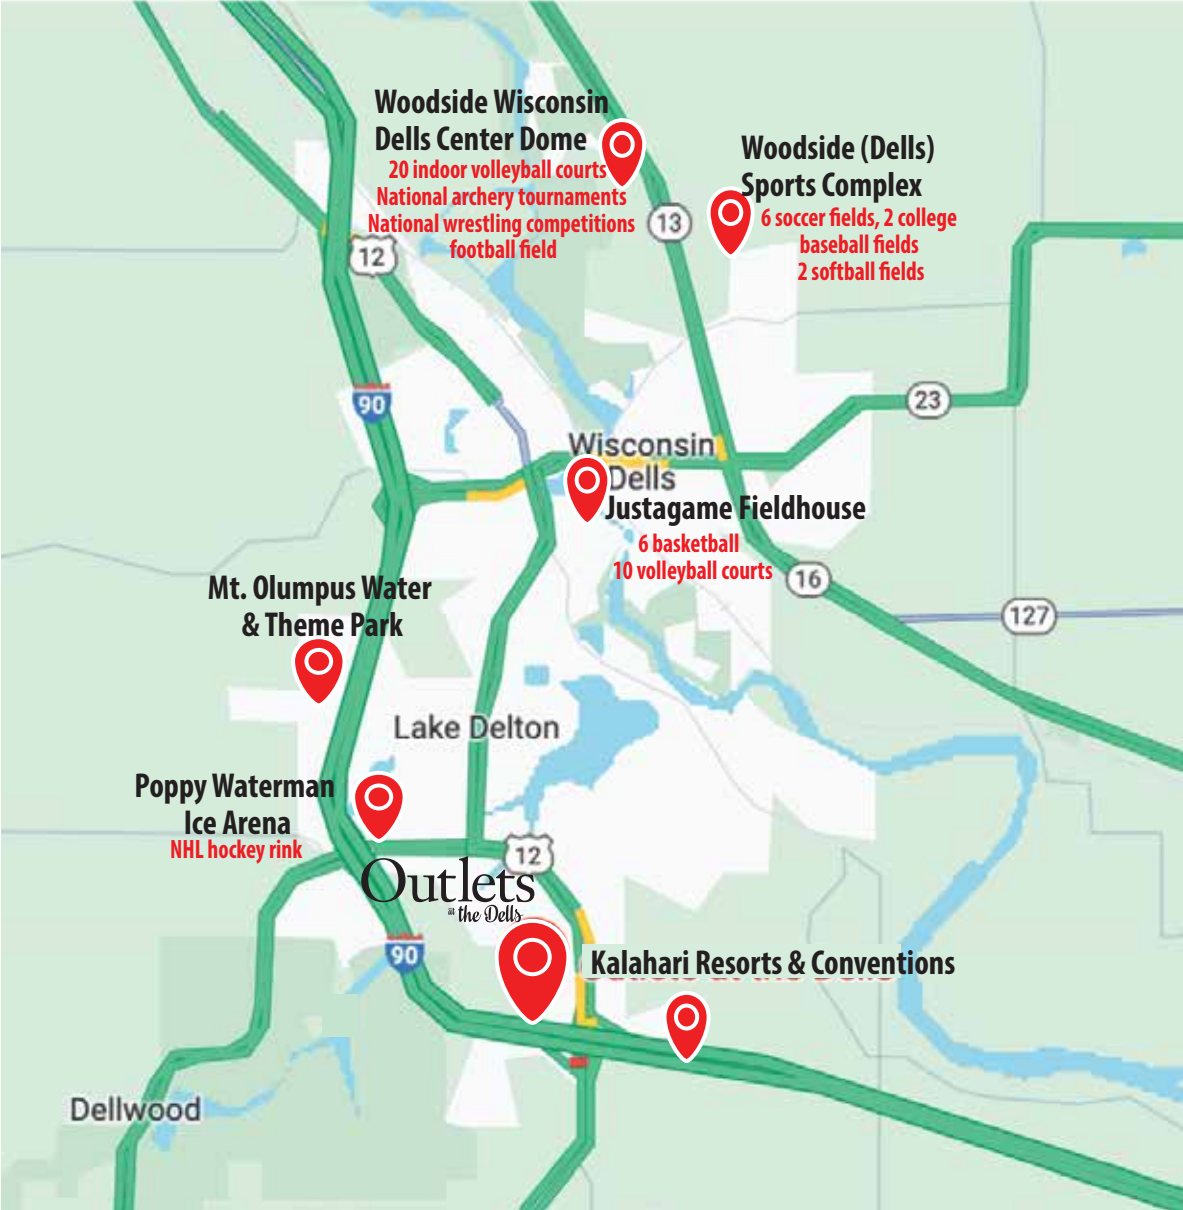 Woodside Wisconsin
Dells Center Dome
20 indoor volleyball courts
National archery tournaments
National wrestling competitions
football field
Woodside (Dells)
Sports Complex
6 soccer fields, 2 college
baseball fields
2 softball fields
13
12
90
23
Wisconsin
Dells
Justagame Fieldhouse
6 basketball
10 volleyball courts
16
127
Mt. Olumpus Water
& Theme Park
Lake Delton
Poppy Waterman
Ice Arena
NHL hockey rink
12
Outlets
at the Dells
90
Kalahari Resorts & Conventions
Dellwood